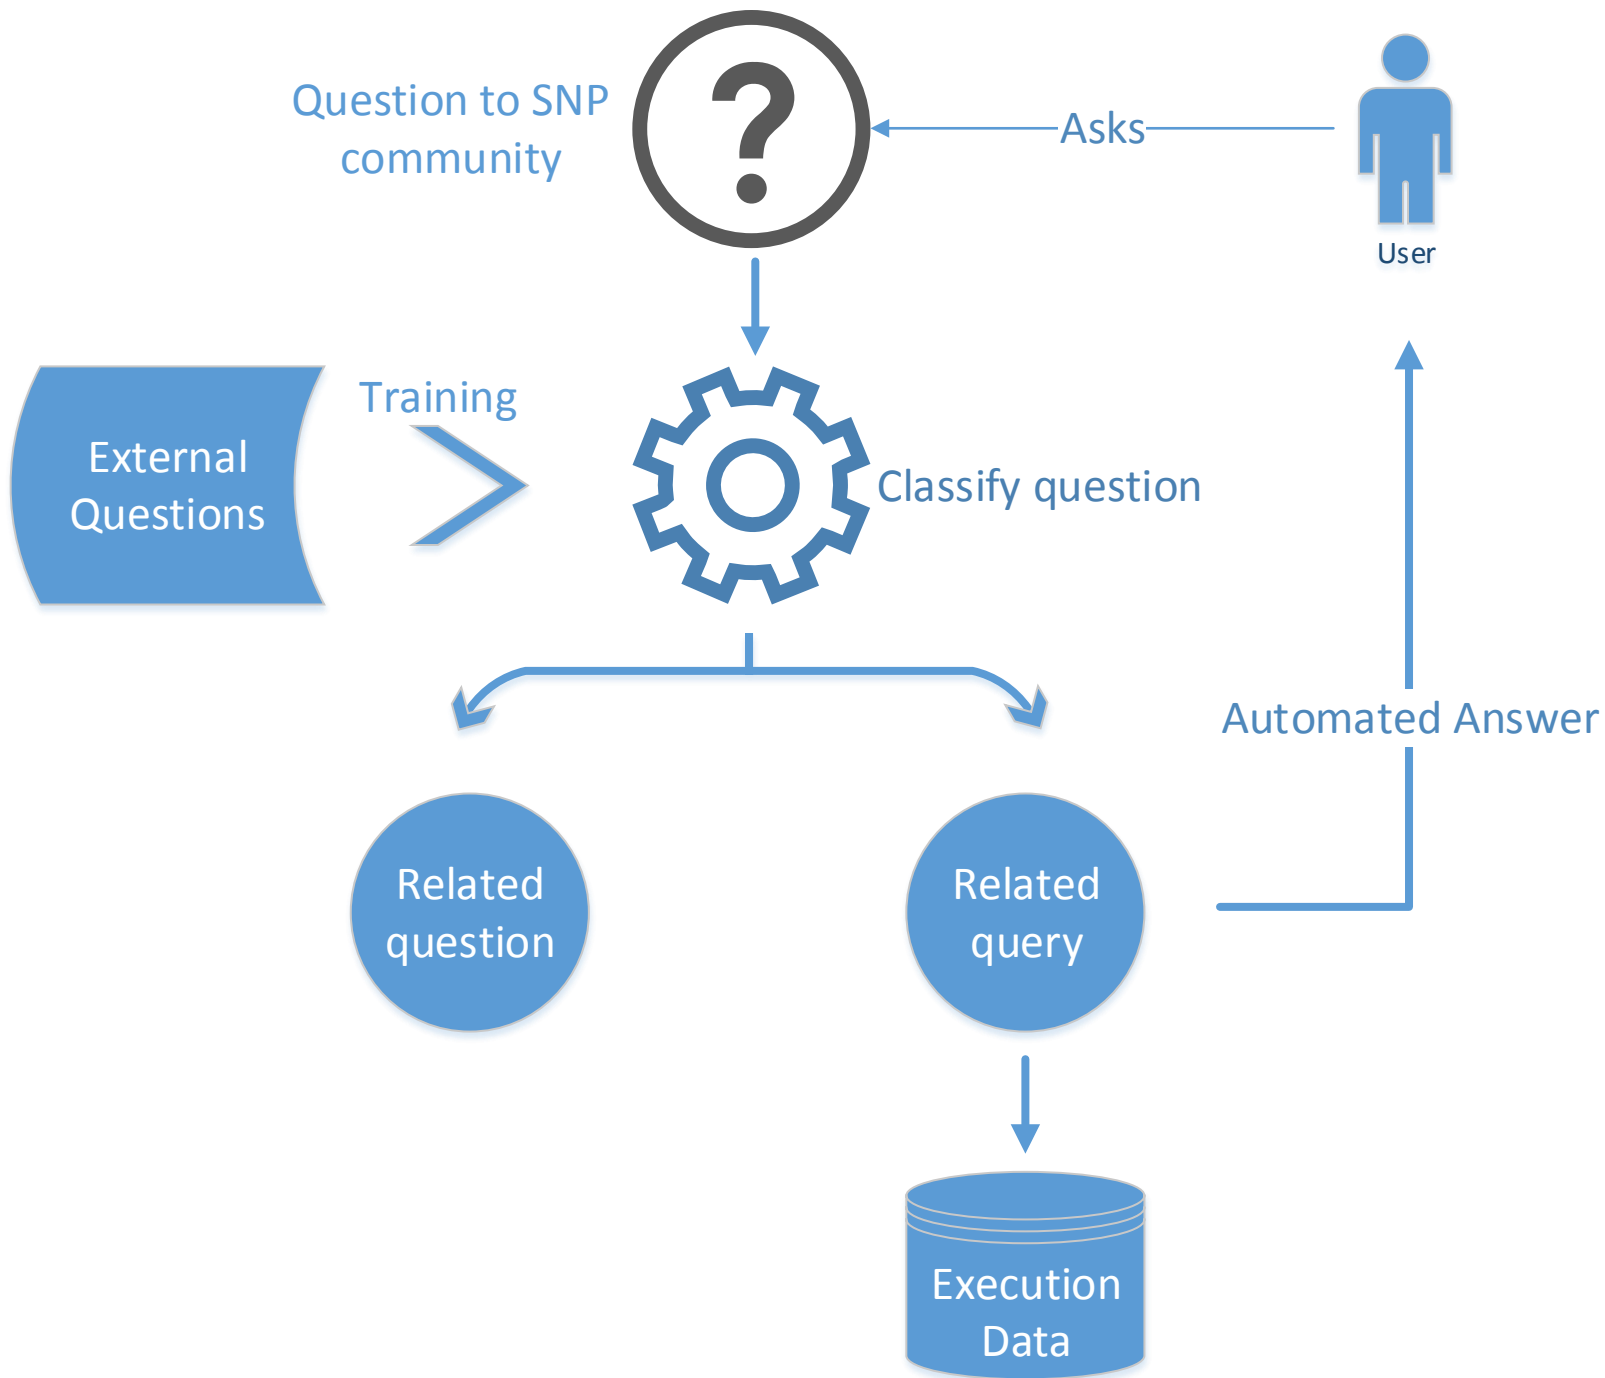 Question to SNP
community
Asks
User
Training
External
Questions
Classify question
Automated Answer
Related
question
Related
query
Execution
Data